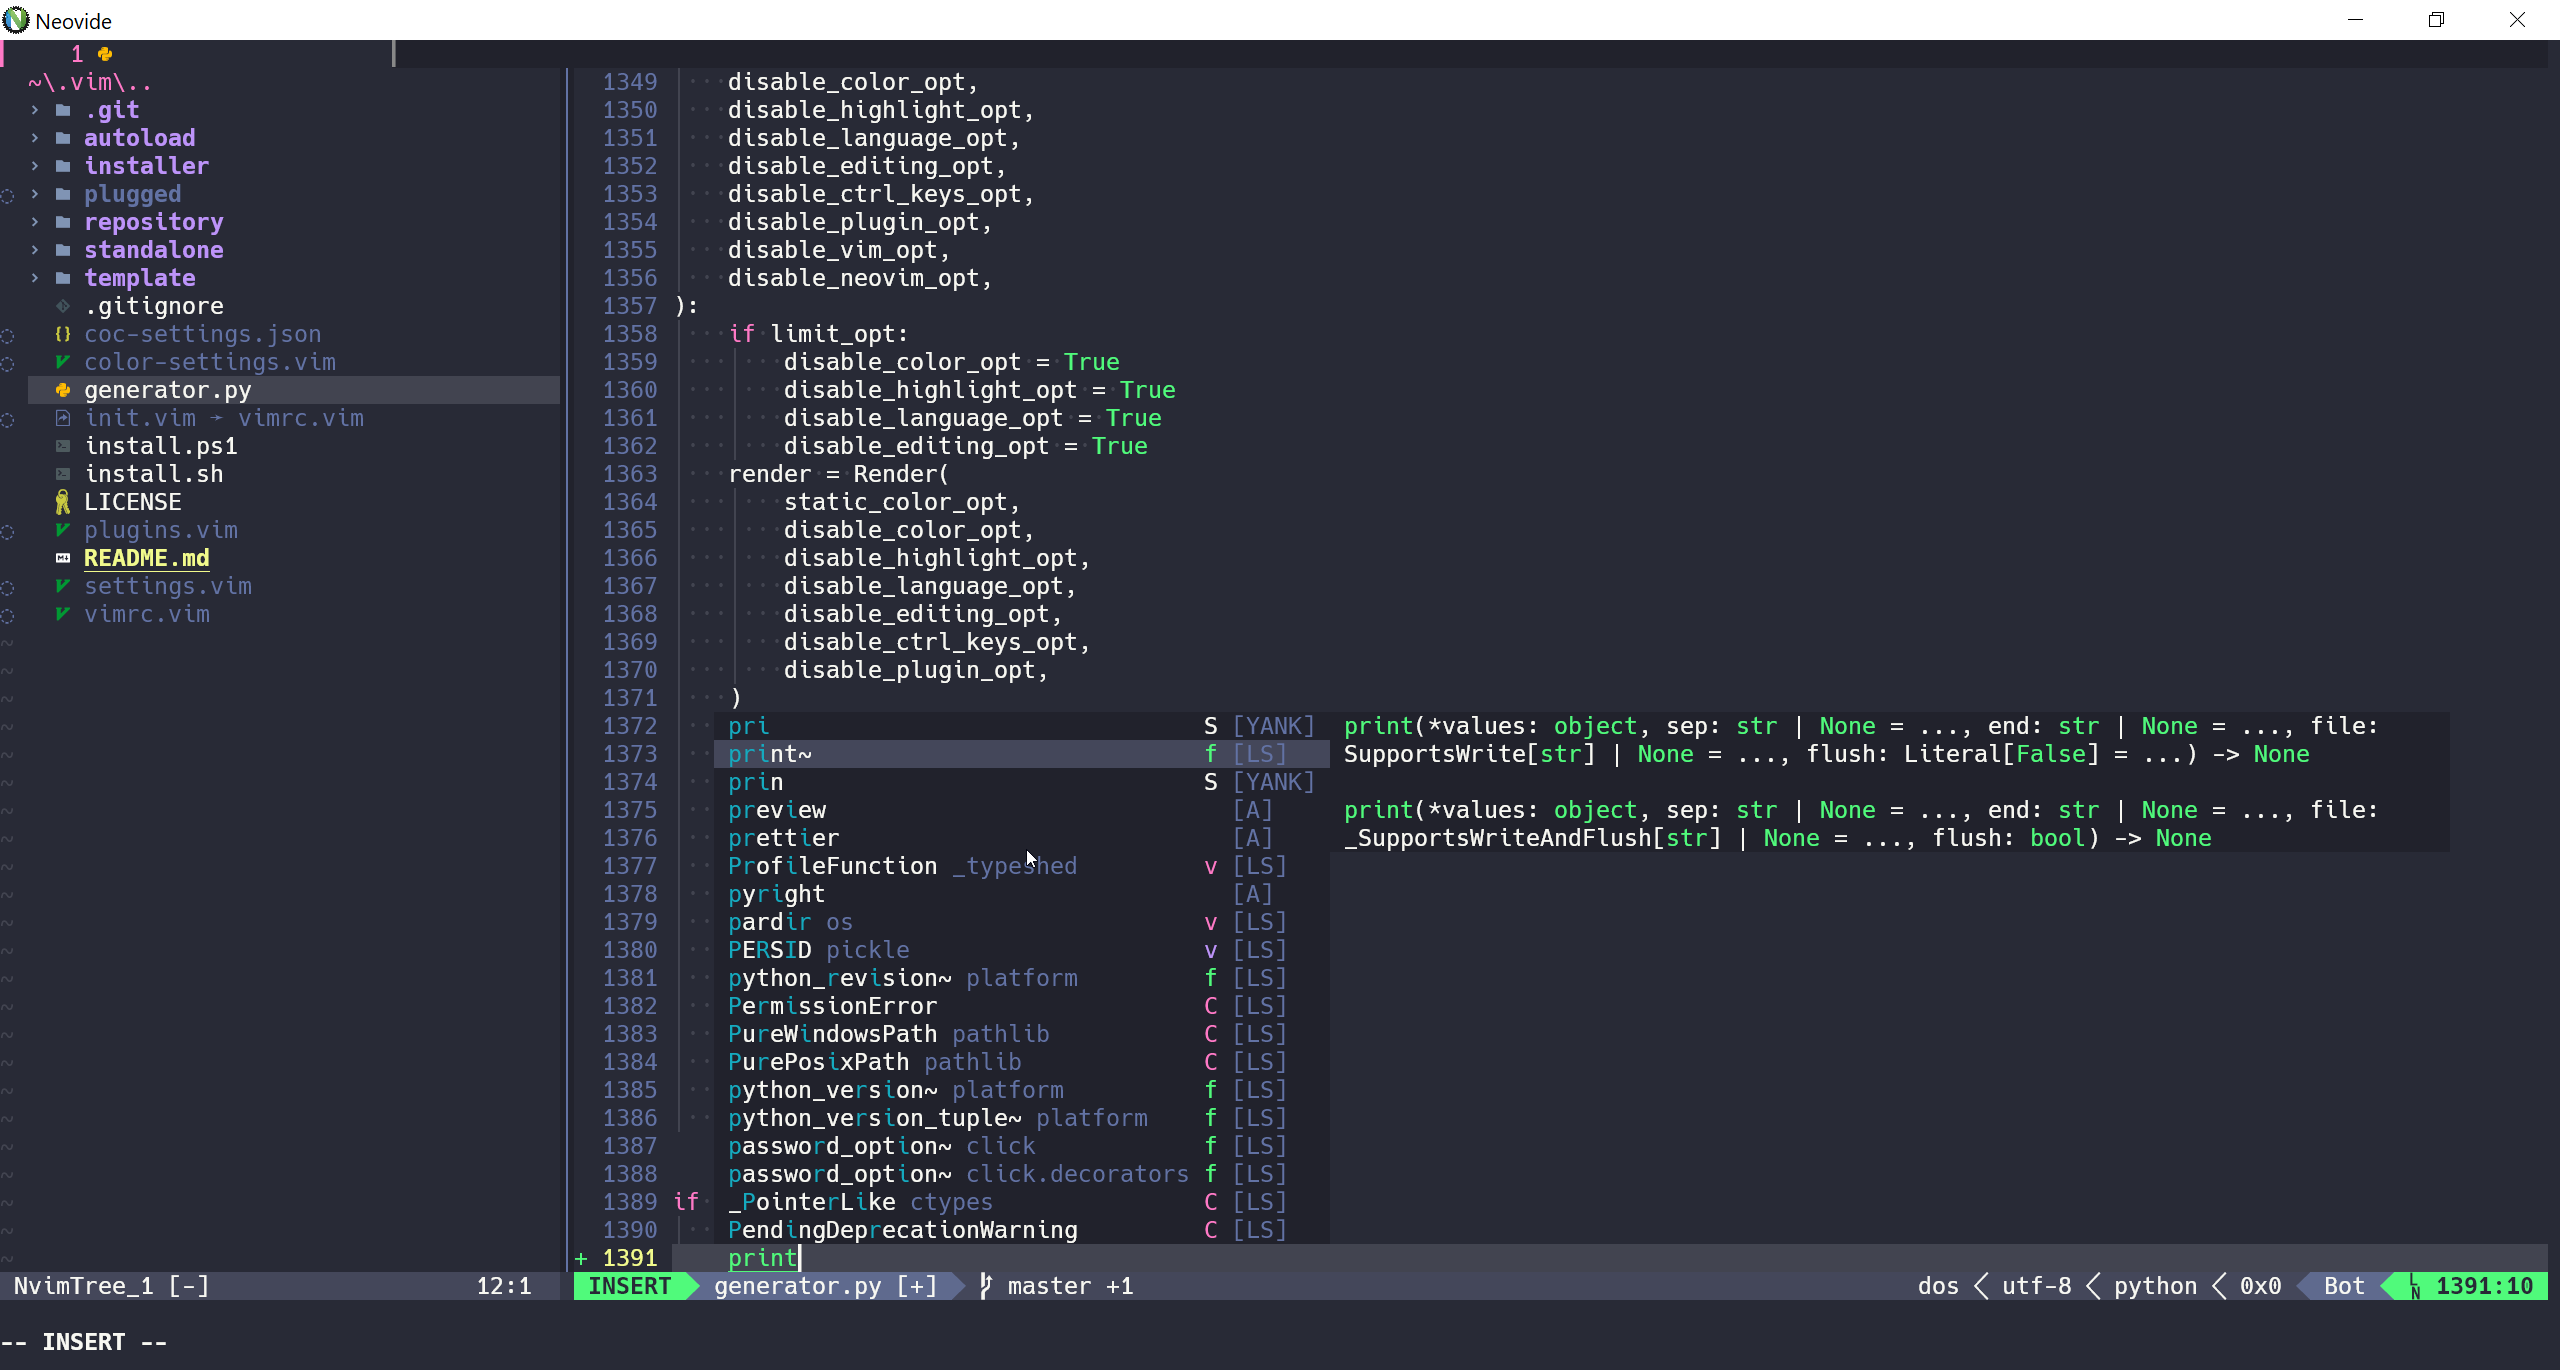 Neovide
1
~\.vim\..
.git
autoload
installer
plugged
repository
standalone
template
.gitignore
coc-settings.json
color-settings.vim
generator.py
init.vim → vimrc.vim
install.ps1
install.sh
LICENSE
plugins.vim
README.md
settings.vim
vimrc.vim
NvimTree_1 [-] 12:1
1349 disable_color_opt,
1350 disable_highlight_opt,
1351 disable_language_opt,
1352 disable_editing_opt,
1353 disable_ctrl_keys_opt,
1354 disable_plugin_opt,
1355 disable_vim_opt,
1356 disable_neovim_opt,
1357 ):
1358 if limit_opt:
1359 disable_color_opt = True
1360 disable_highlight_opt = True
1361 disable_language_opt = True
1362 disable_editing_opt = True
1363 render = Render(
1364 static_color_opt,
1365 disable_color_opt,
1366 disable_highlight_opt,
1367 disable_language_opt,
1368 disable_editing_opt,
1369 disable_ctrl_keys_opt,
1370 disable_plugin_opt,
1371 )
1372 pri S [YANK]
1373 print~ f [LS]
1374 prin S [YANK]
1375 preview [A]
1376 prettier [A]
1377 ProfileFunction _typeshed v [LS]
1378 pyright [A]
1379 pardir os v [LS]
1380 PERSID pickle v [LS]
1381 python_revision~ platform f [LS]
1382 PermissionError C [LS]
1383 PureWindowsPath pathlib C [LS]
1384 PurePosixPath pathlib C [LS]
1385 python_version~ platform f [LS]
1386 python_version_tuple~ platform f [LS]
1387 password_option~ click f [LS]
1388 password_option~ click.decorators f [LS]
1389 if _PointerLike ctypes C [LS]
1390 PendingDeprecationWarning C [LS]
+ 1391 print
print(*values: object, sep: str | None = ..., end: str | None = ..., file:
SupportsWrite[str] | None = ..., flush: Literal[False] = ...) -> None
print(*values: object, sep: str | None = ..., end: str | None = ..., file:
_SupportsWriteAndFlush[str] | None = ..., flush: bool) -> None
INSERT generator.py [+] master +1 dos < utf-8 < python < 0x0 Bot LN 1391:10
-- INSERT --